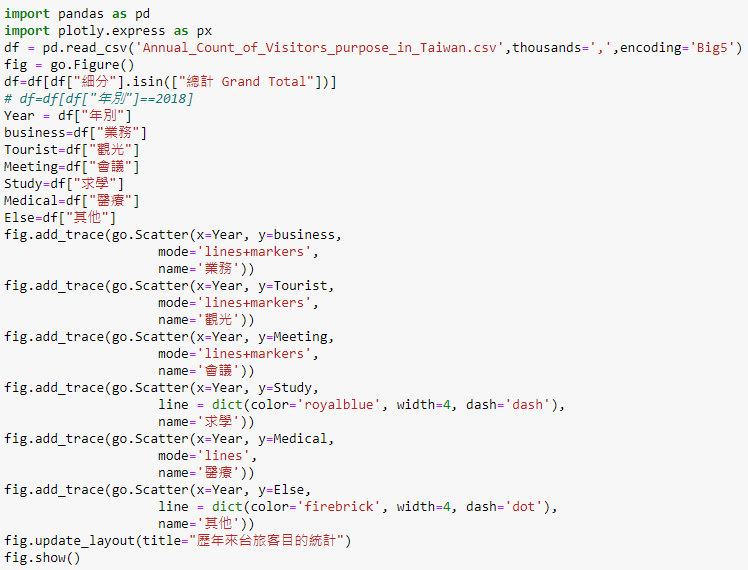 import pandas as pd
import plotly.express as px
df = pd.read_csv('Annual_Count_of_Visitors_purpose_in_Taiwan.csv',thousands=',',encoding='Big5')
fig = go.Figure()
df=df[df["細分"].isin(["總計 Grand Total"])]
# df=df[df["年別"]==2018]
Year = df["年別"]
business=df["業務"]
Tourist=df["觀光"]
Meeting=df["會議"]
Study=df["求學"]
Medical=df["醫療"]
Else=df["其他"]
fig.add_trace(go.Scatter(x=Year, y=business,
                    mode='lines+markers',
                    name='業務'))
fig.add_trace(go.Scatter(x=Year, y=Tourist,
                    mode='lines+markers',
                    name='觀光'))
fig.add_trace(go.Scatter(x=Year, y=Meeting,
                    mode='lines+markers',
                    name='會議'))
fig.add_trace(go.Scatter(x=Year, y=Study,
                    line = dict(color='royalblue', width=4, dash='dash'),
                    name='求學'))
fig.add_trace(go.Scatter(x=Year, y=Medical,
                    mode='lines',
                    name='醫療'))
fig.add_trace(go.Scatter(x=Year, y=Else,
                    line = dict(color='firebrick', width=4, dash='dot'),
                    name='其他'))
fig.update_layout(title="歷年來台旅客目的統計")
fig.show()